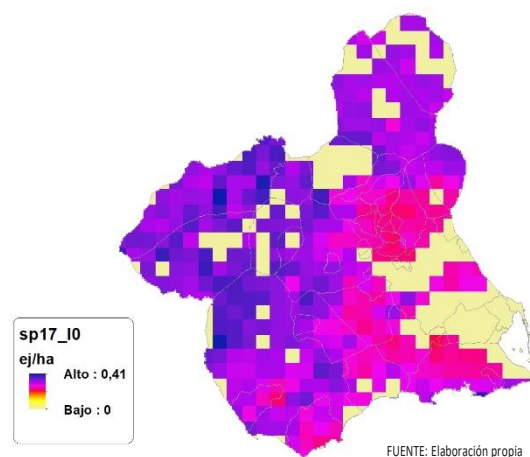 sp17_I0
ej/ha
Alto : 0,41
Bajo : 0
FUENTE: Elaboración propia